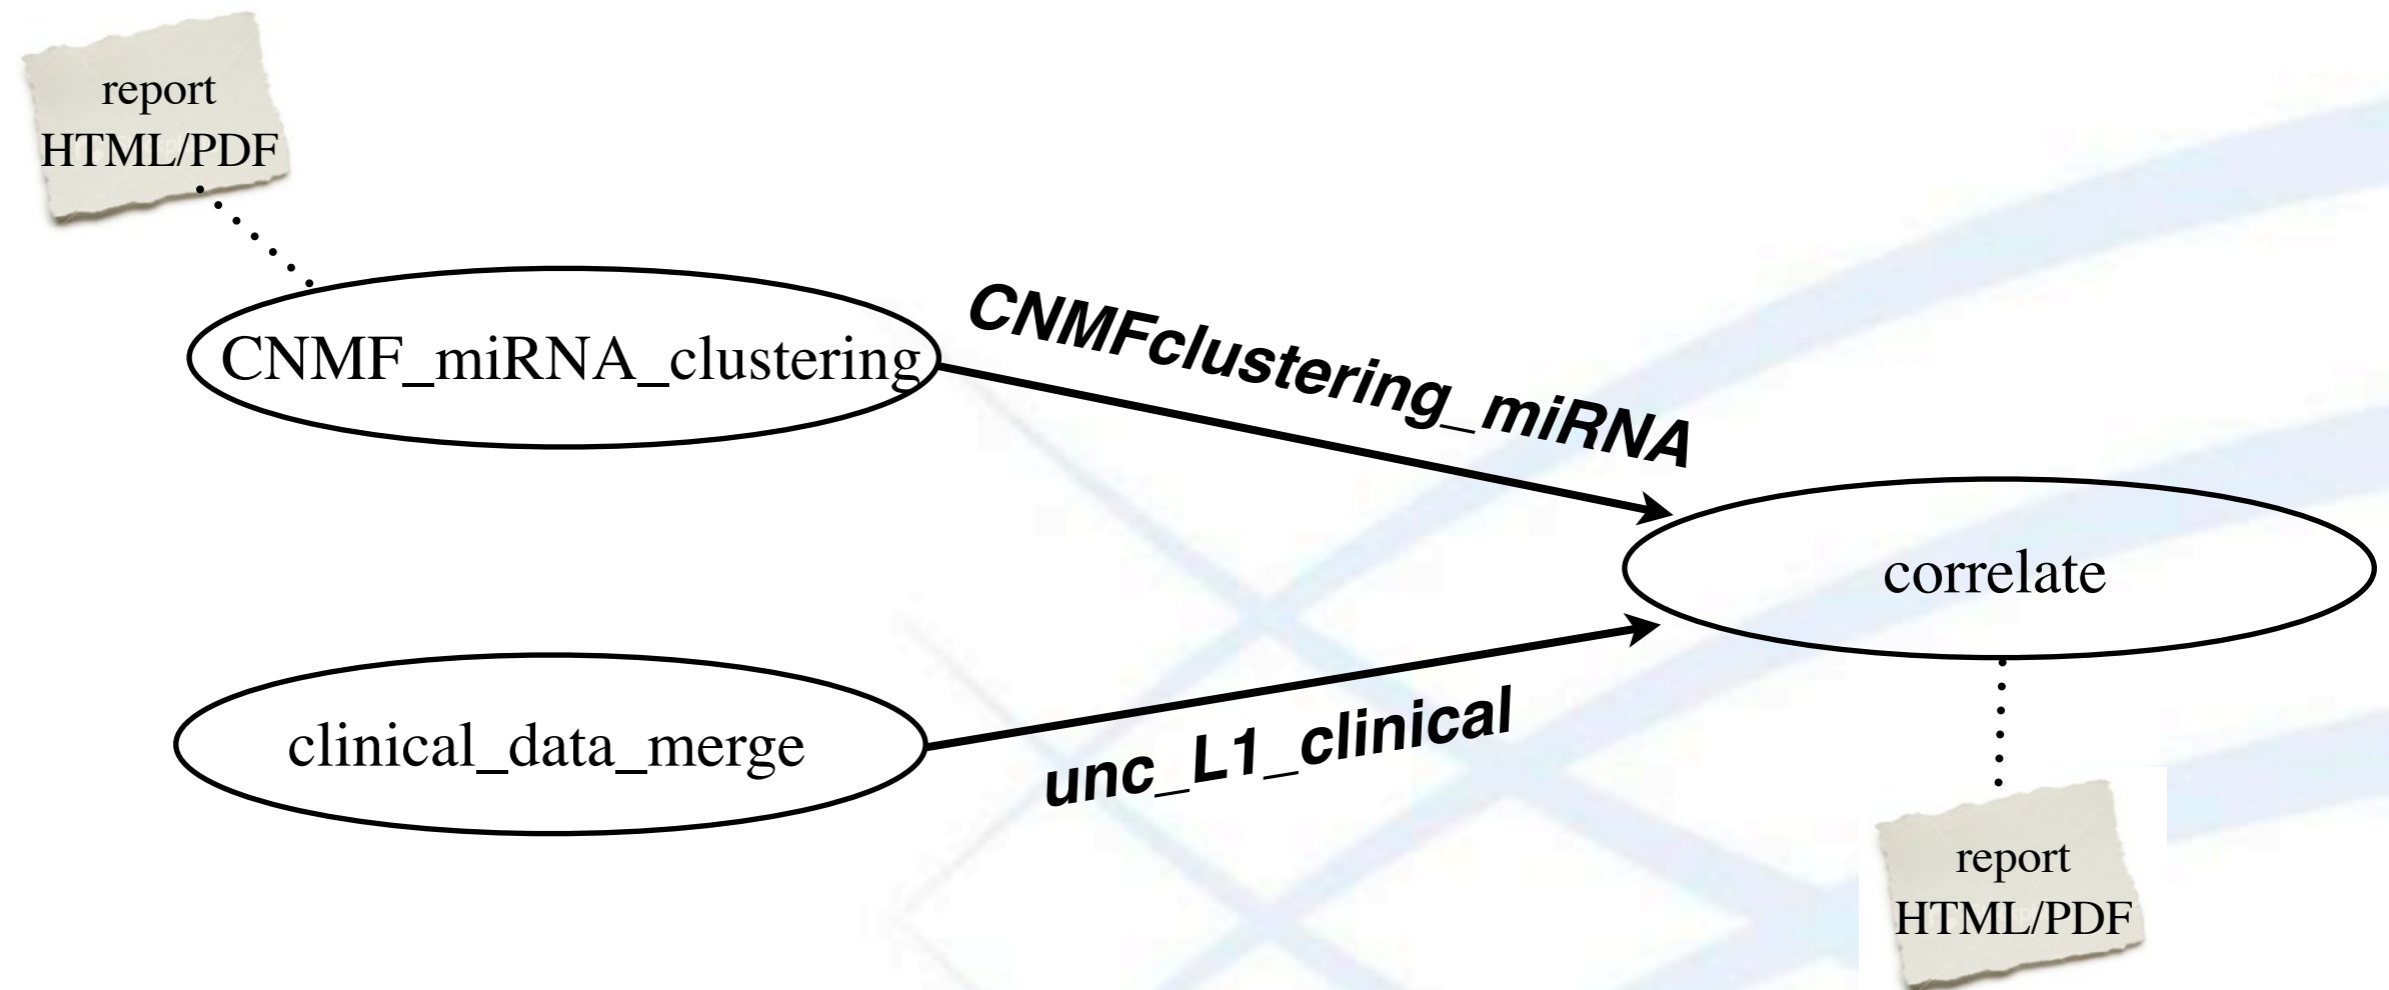 report
HTML/PDF
CNMF_miRNA_clustering
CNMFclustering_miRNA
correlate
clinical_data_merge
unc_L1_clinical
report
HTML/PDF